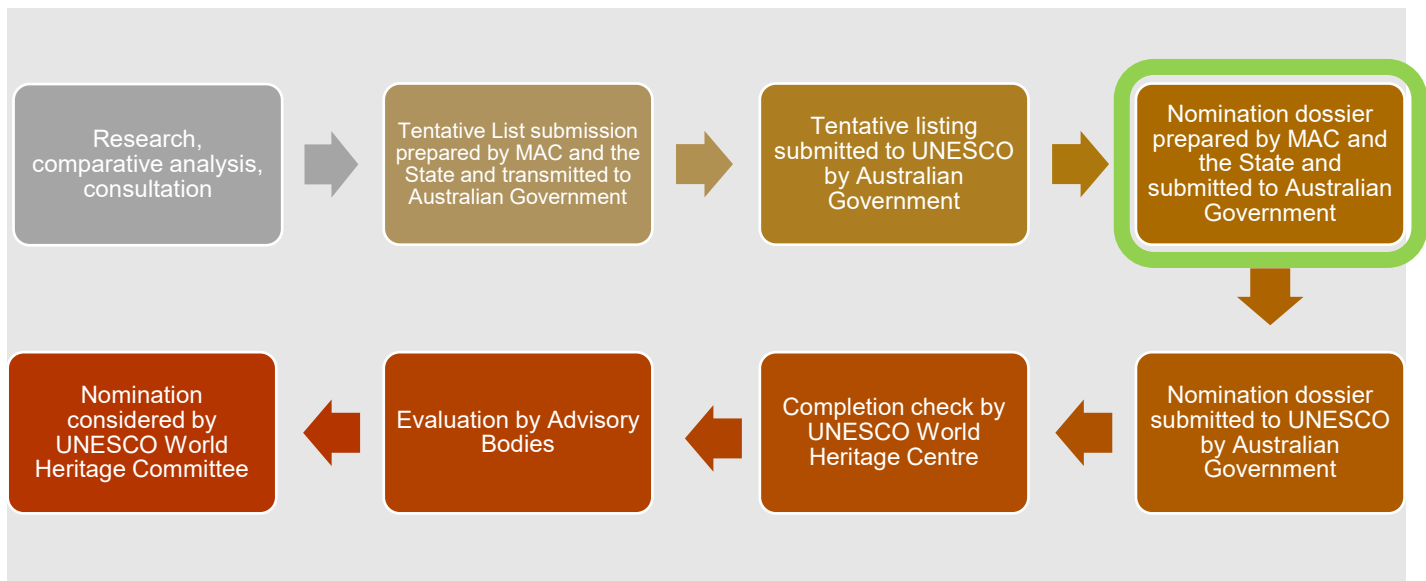 Research,
comparative analysis,
consultation
Tentative List submission
prepared by MAC and the
State and transmitted to
Australian Government
Tentative listing
submitted to UNESCO
by Australian
Government
Nomination dossier
prepared by MAC and
the State and
submitted to Australian
Government
Nomination dossier
submitted to UNESCO
by Australian
Government
Completion check by
UNESCO World
Heritage Centre
Evaluation by Advisory
Bodies
Nomination
considered by
UNESCO World
Heritage Committee